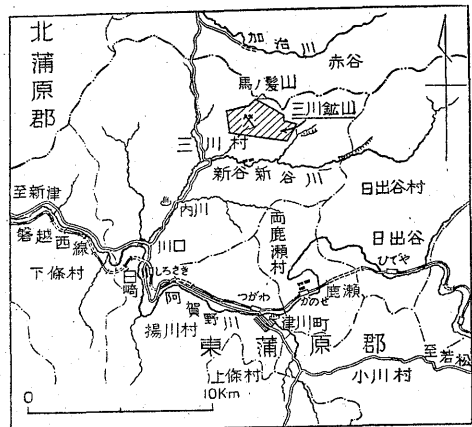 北蒲原郡
加治川
赤谷
馬ノ髪山
三川鉱山
三川村
新谷
新谷川
日出谷村
至新津
磐越西線
内川
両鹿瀬村
日出谷
ひでや
川口
下條村
白崎
しろさき
阿賀野川
つがわ
かのせ
鹿瀬
揚川村
津川町
東蒲原郡
至若松
上條村
小川村
0
10Km